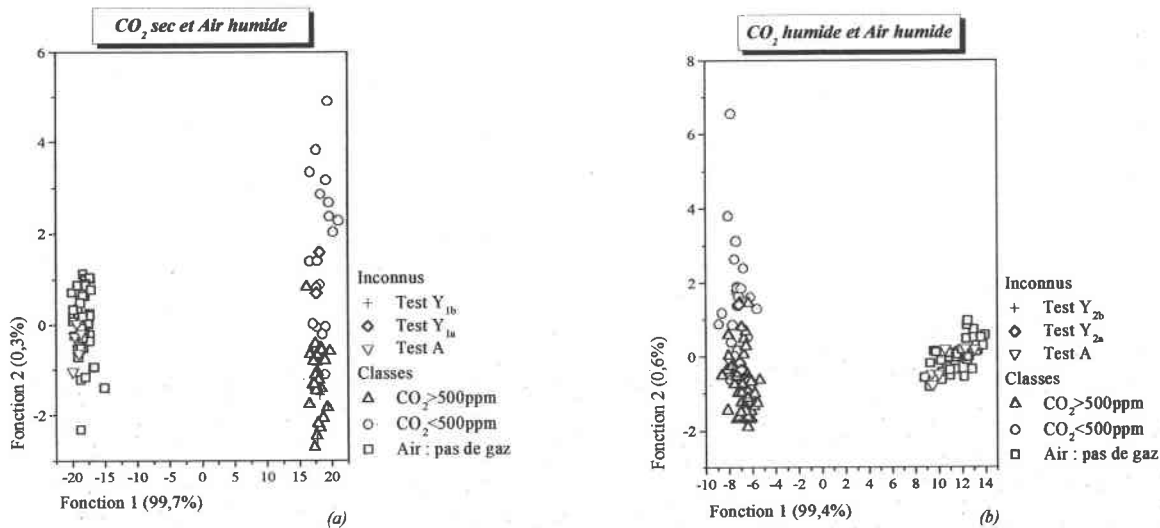 CO₂ sec et Air humide
6
4
2
0
-2
Fonction 2 (0,3%)
-20 -15 -10 -5 0 5 10 15 20
Fonction 1 (99,7%)
(a)
Inconnus
+ Test Y₁b
Test Y₁a
Test A
Classes
CO₂>500ppm
CO₂<500ppm
Air : pas de gaz
CO₂ humide et Air humide
8
6
4
2
0
-2
Fonction 2 (0,6%)
-10 -8 -6 -4 -2 0 2 4 6 8 10 12 14
Fonction 1 (99,4%)
(b)
Inconnus
+ Test Y₂b
Test Y₂a
Test A
Classes
CO₂>500ppm
CO₂<500ppm
Air : pas de gaz